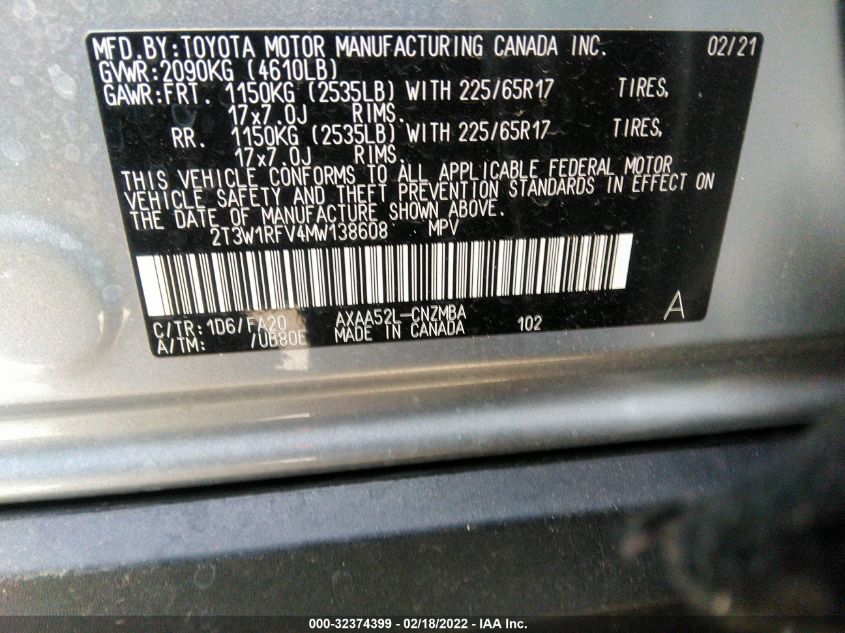 MFD.BY:TOYOTA MOTOR MANUFACTURING CANADA INC. 02/21
GVWR:2090KG (4610LB)
GAWR:FRT. 1150KG (2535LB) WITH 225/65R17 TIRES,
17x7.0J RIMS.
RR. 1150KG (2535LB) WITH 225/65R17 TIRES,
17x7.0J RIMS.
THIS VEHICLE CONFORMS TO ALL APPLICABLE FEDERAL MOTOR
VEHICLE SAFETY AND THEFT PREVENTION STANDARDS IN EFFECT ON
THE DATE OF MANUFACTURE SHOWN ABOVE.
2T3W1RFV4MW138608 MPV
C/TR:1D6/FA20 AXAA52L-CNZMBA 102 A
A/TM: /UB80E MADE IN CANADA
000-32374399 - 02/18/2022 - IAA Inc.